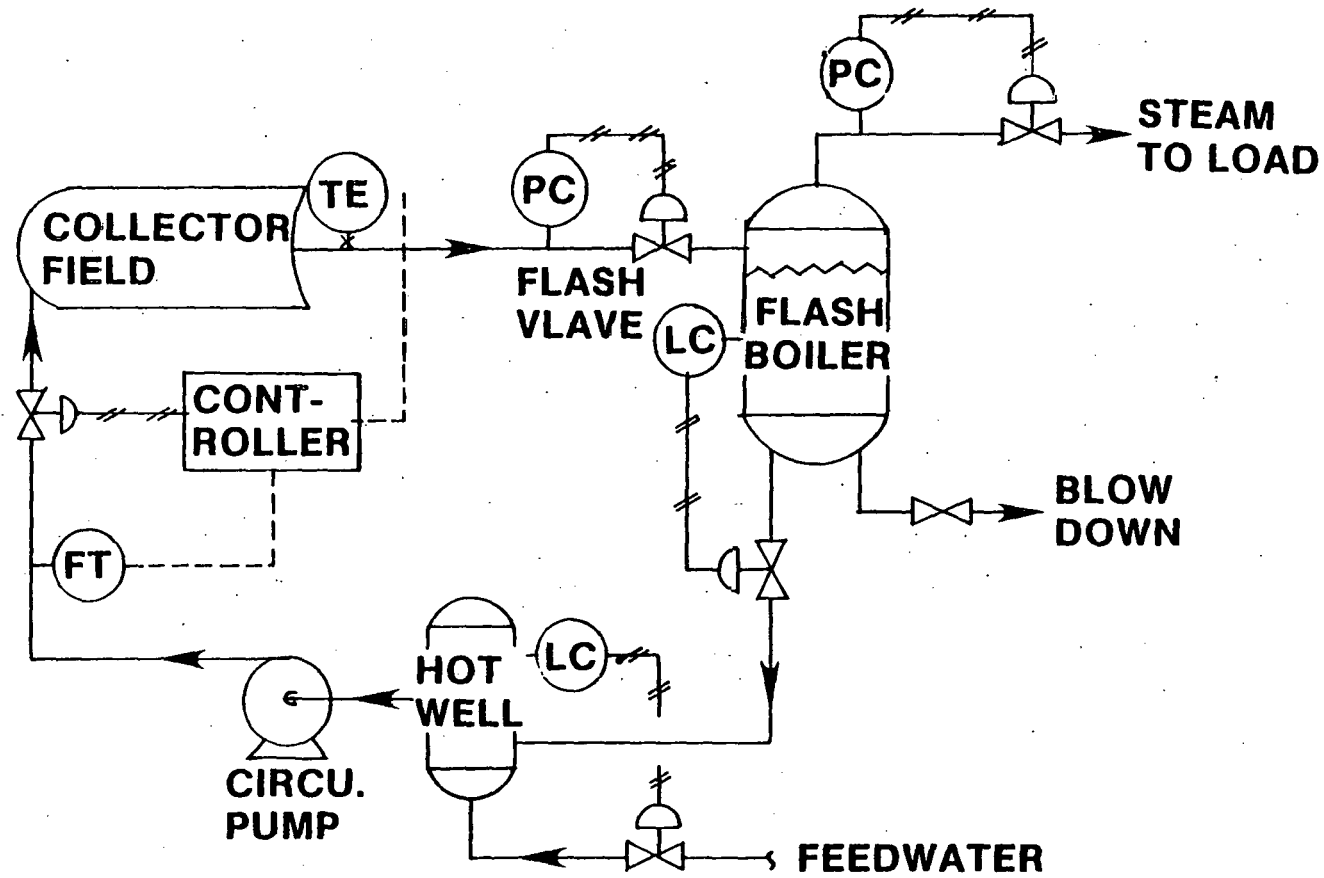 PC
STEAM
TO LOAD
TE
PC
COLLECTOR
FIELD
FLASH
VLAVE
FLASH
BOILER
LC
CONT-
ROLLER
BLOW
DOWN
FT
HOT
WELL
LC
CIRCU.
PUMP
FEEDWATER